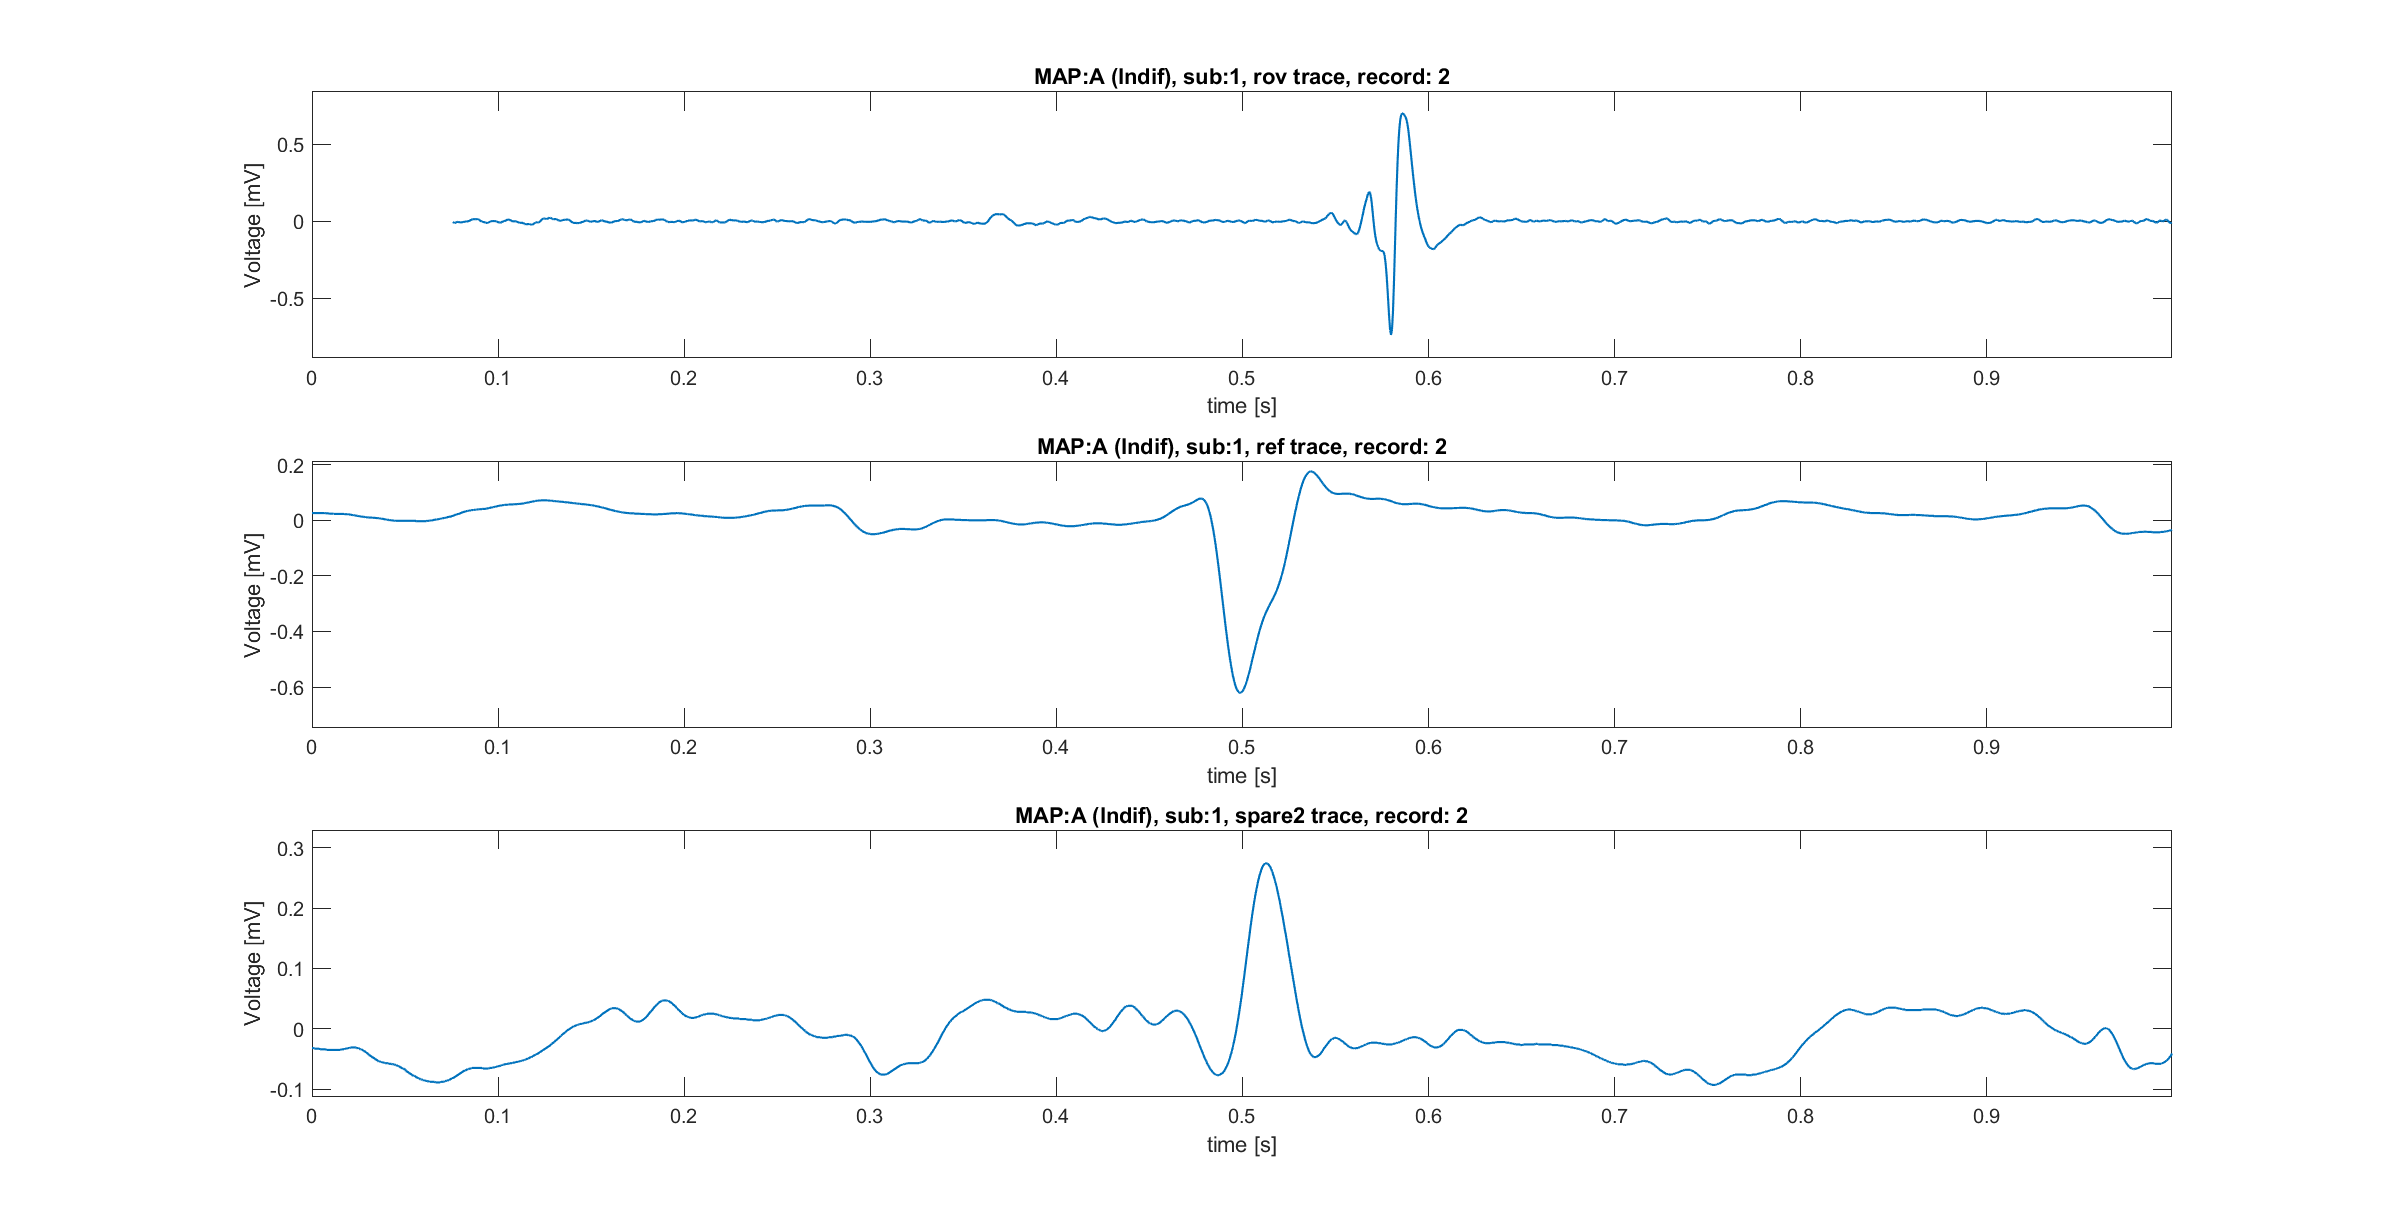 MAP:A (Indif), sub:1, rov trace, record: 2
Voltage [mV]
0.5
0
-0.5
0 0.1 0.2 0.3 0.4 0.5 0.6 0.7 0.8 0.9
time [s]
MAP:A (Indif), sub:1, ref trace, record: 2
Voltage [mV]
0.2
0
-0.2
-0.4
-0.6
0 0.1 0.2 0.3 0.4 0.5 0.6 0.7 0.8 0.9
time [s]
MAP:A (Indif), sub:1, spare2 trace, record: 2
Voltage [mV]
0.3
0.2
0.1
0
-0.1
0 0.1 0.2 0.3 0.4 0.5 0.6 0.7 0.8 0.9
time [s]